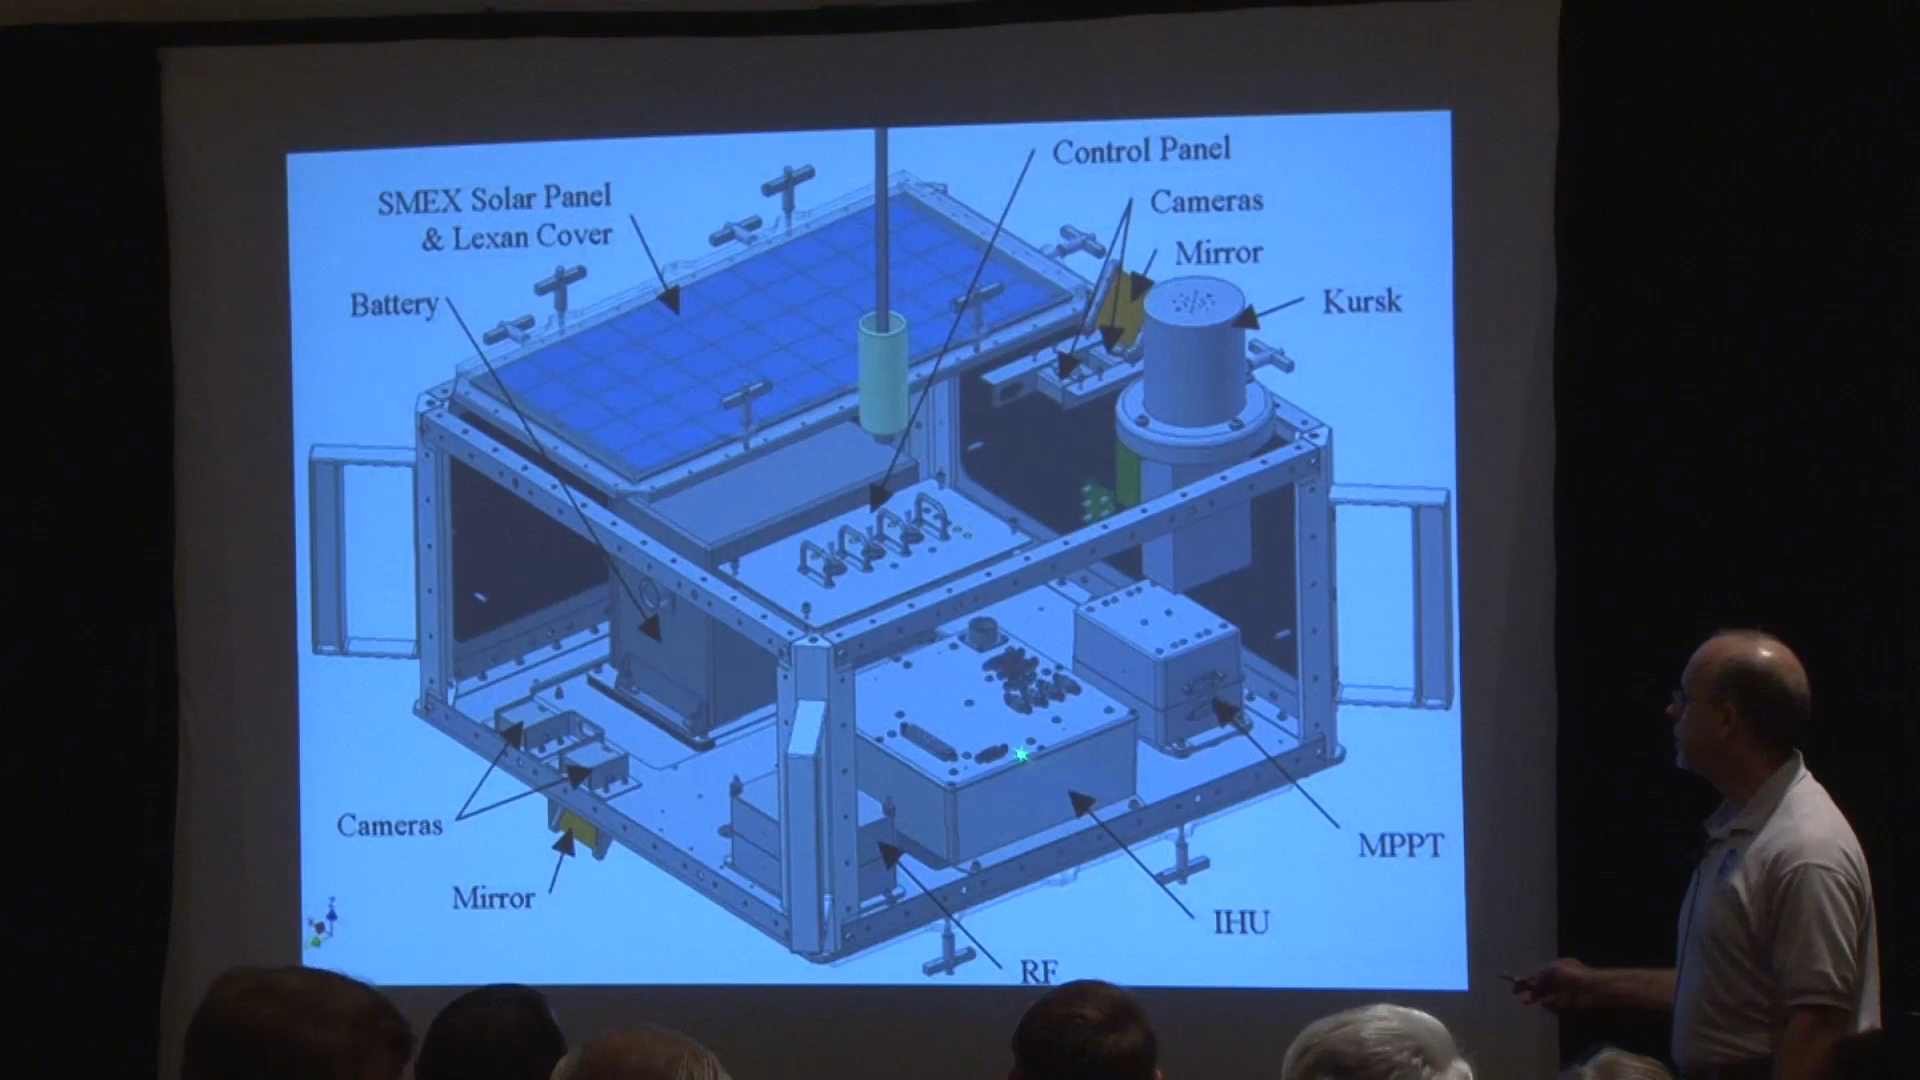 Control Panel
SMEX Solar Panel
& Lexan Cover
Cameras
Mirror
Battery
Kursk
Cameras
MPPT
Mirror
IHU
RF